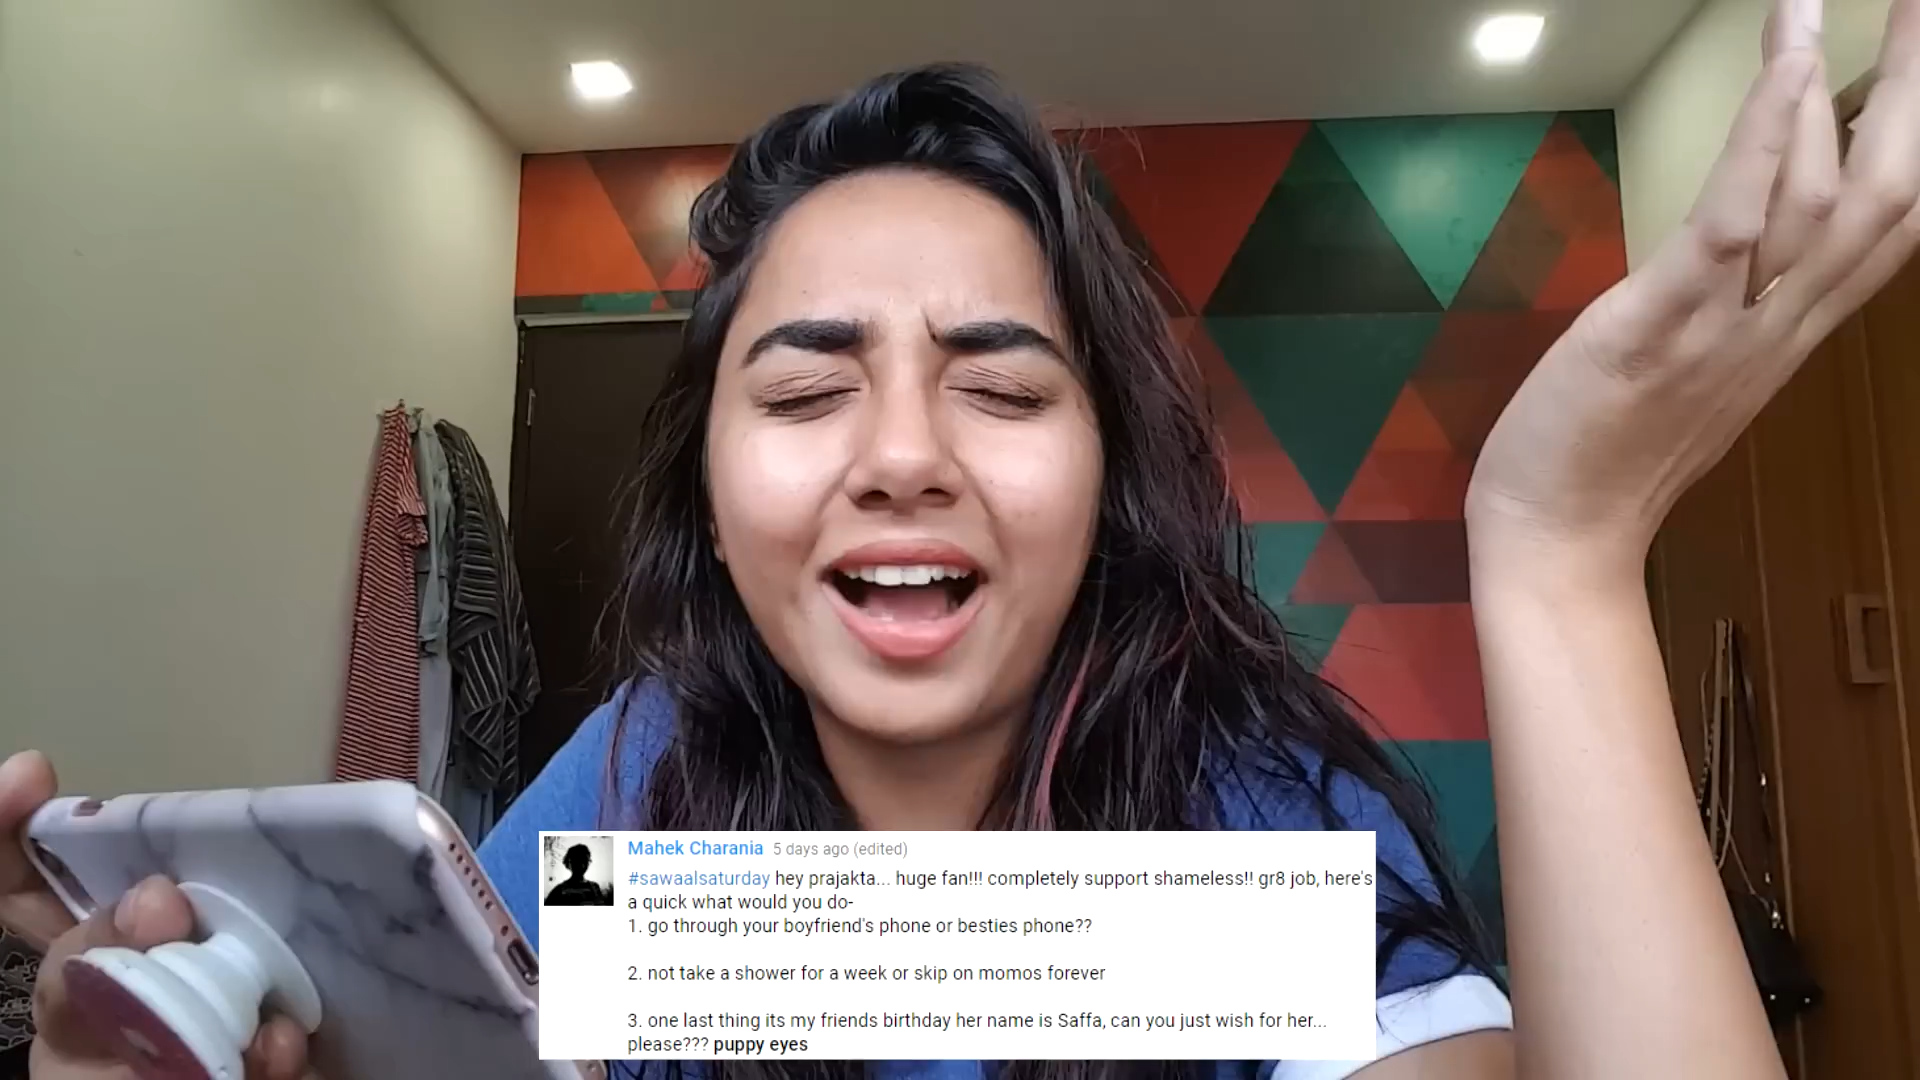 Mahek Charania 5 days ago (edited)
#sawaalsaturday hey prajakta... huge fan!!! completely support shameless!! gr8 job, here's
a quick what would you do-
1. go through your boyfriend's phone or besties phone??
2. not take a shower for a week or skip on momos forever
3. one last thing its my friends birthday her name is Saffa, can you just wish for her...
please??? puppy eyes